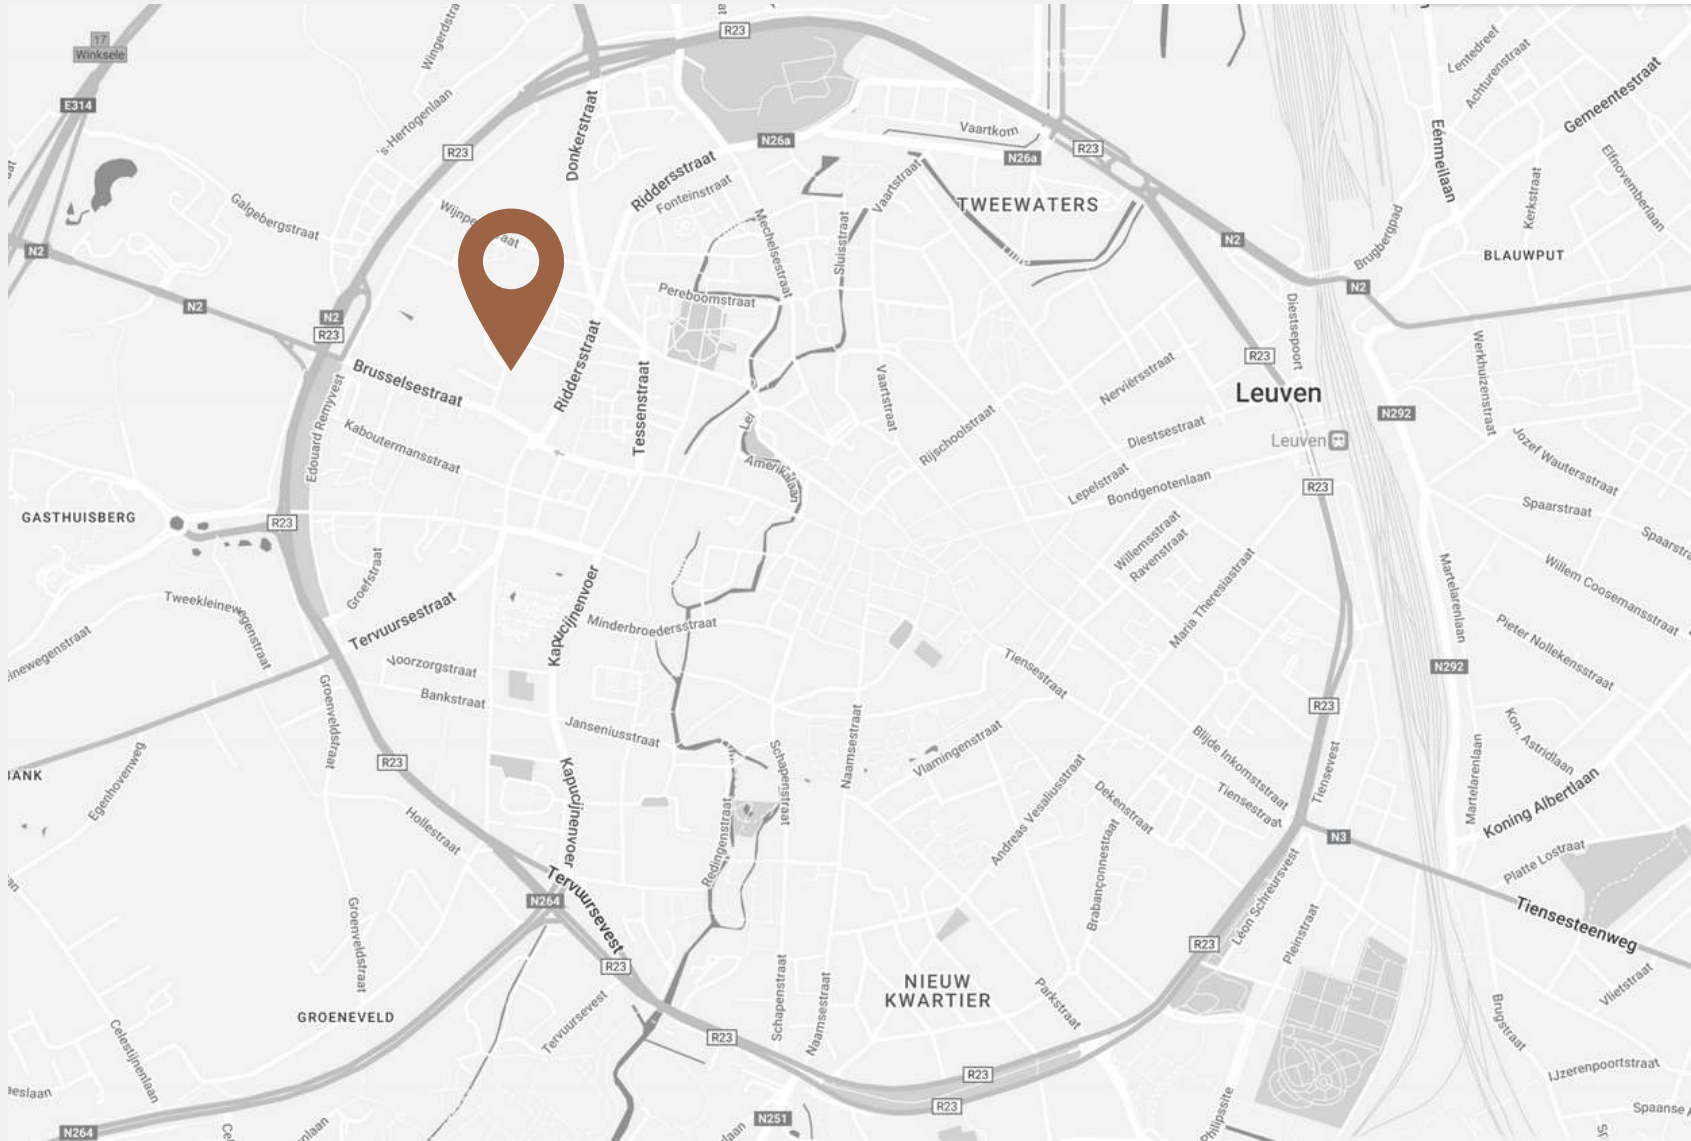 R23
17
Winksele
Wingerdstra
Lentedreef
Achturenstraat
Gemeentestraat
E314
's-Hertogenlaan
R23
Donkerstraat
N26a
Vaartkom
N26a
R23
Eénmeilaan
Elfnovemberlaan
Kerkstraat
Riddersstraat
Fonteinstraat
Vaartstraat
TWEEWATERS
Galgebergstraat
Mechelsestraat
Sluisstraat
N2
N2
Brugbergpad
BLAUWPUT
N2
Pereboomstraat
N2
N2
R23
Diestsepoort
Riddersstraat
R23
Werkhuizenstraat
Brusselsestraat
Tessenstraat
Vaartstraat
Nerviërsstraat
Leuven
N292
Edouard Remyvest
Kaboutermansstraat
Lei
Rijschoolstraat
Diestsestraat
Leuven
Jozef Wautersstraat
Amerikalaan
Lepelstraat
Bondgenotenlaan
R23
GASTHUISBERG
R23
Spaarstraat
Willemsstraat
Ravenstraat
Groefstraat
Maria Theresiastraat
Martelarenlaan
Willem Coosemansstraat
Tweekleinewegenstraat
Tervuursestraat
Kapucijnenvoer
Minderbroedersstraat
inewegenstraat
Voorzorgstraat
Bankstraat
Tiensestraat
N292
Pieter Nollekensstraat
Groenveldstraat
Janseniusstraat
Naamsestraat
R23
Kon. Astridlaan
Egenhovenweg
R23
Schapenstraat
Vlamingenstraat
Blijde Inkomststraat
Tiensevest
Martelarenlaan
Kapucijnenvoer
Andreas Vesaliusstraat
Dekenstraat
Tiensestraat
Koning Albertlaan
Hollestraat
Redingenstraat
N3
Platte Lostraat
Brabançonnestraat
Léon Schreursvest
Tervuursevest
N264
Groenveldstraat
Pleinstraat
Tiensesteenweg
R23
R23
NIEUW
KWARTIER
Schapenstraat
Naamsestraat
Parkstraat
Vlietstraat
GROENEVELD
Tervuursevest
R23
Brugstraat
Celestijnenlaan
R23
IJzerenpoortstraat
aeslaan
R23
Philipssite
Spaanse
N264
N251